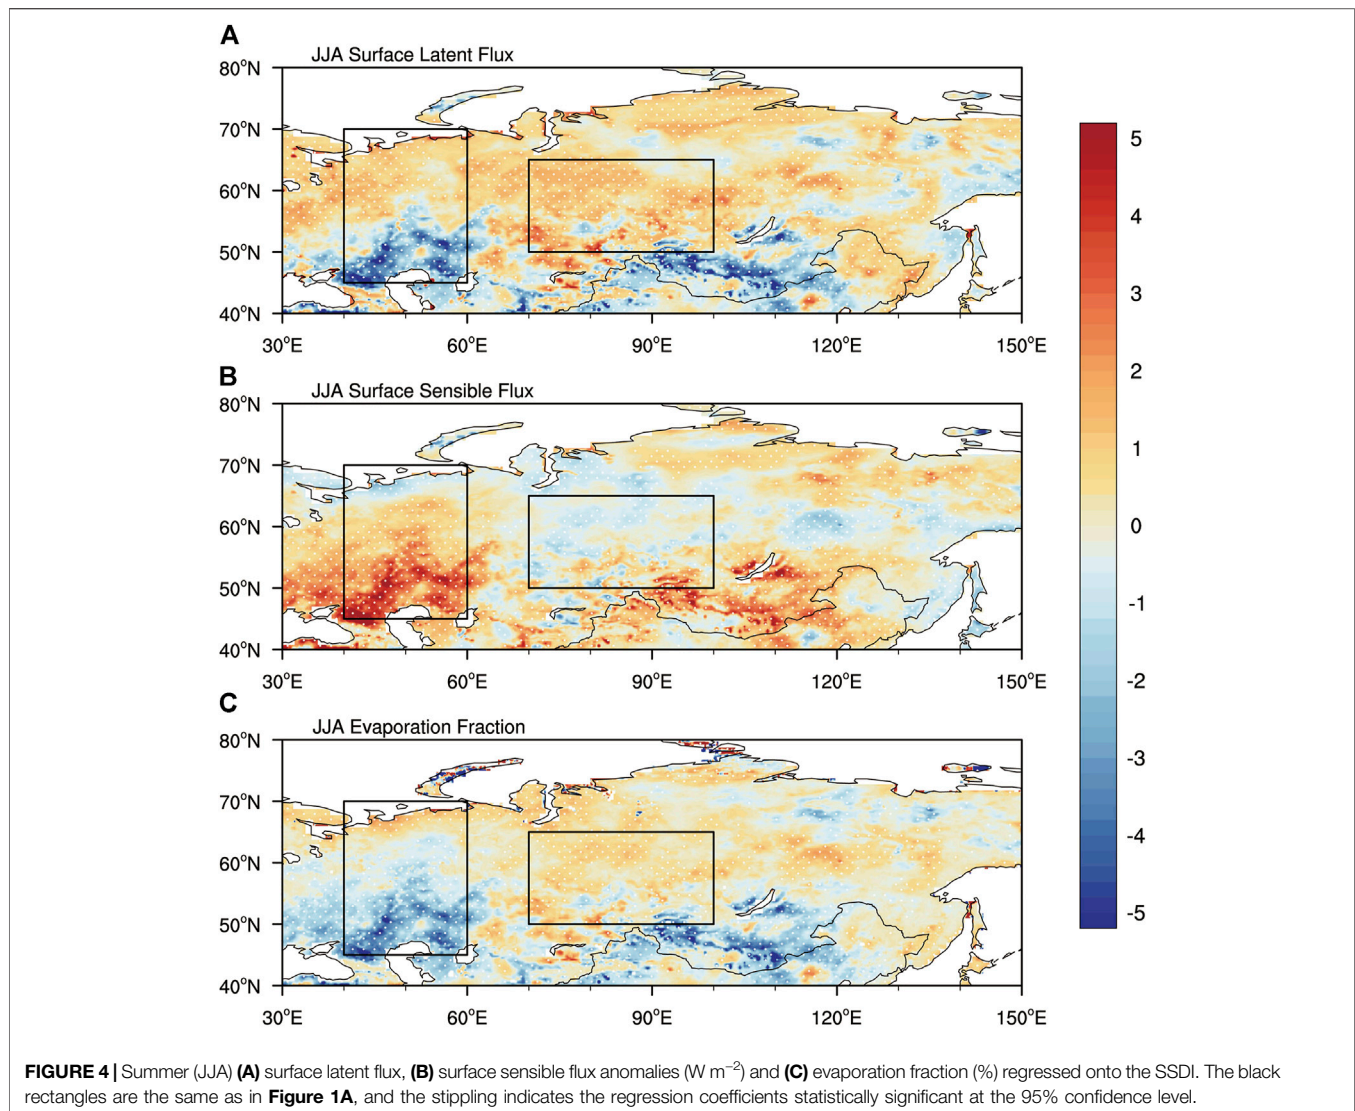 A
JJA Surface Latent Flux
80°N
70°N
60°N
50°N
40°N
30°E 60°E 90°E 120°E 150°E
B
JJA Surface Sensible Flux
80°N
70°N
60°N
50°N
40°N
30°E 60°E 90°E 120°E 150°E
C
JJA Evaporation Fraction
80°N
70°N
60°N
50°N
40°N
30°E 60°E 90°E 120°E 150°E
5
4
3
2
1
0
-1
-2
-3
-4
-5
FIGURE 4 | Summer (JJA) (A) surface latent flux, (B) surface sensible flux anomalies (W m⁻²) and (C) evaporation fraction (%) regressed onto the SSDI. The black
rectangles are the same as in Figure 1A, and the stippling indicates the regression coefficients statistically significant at the 95% confidence level.